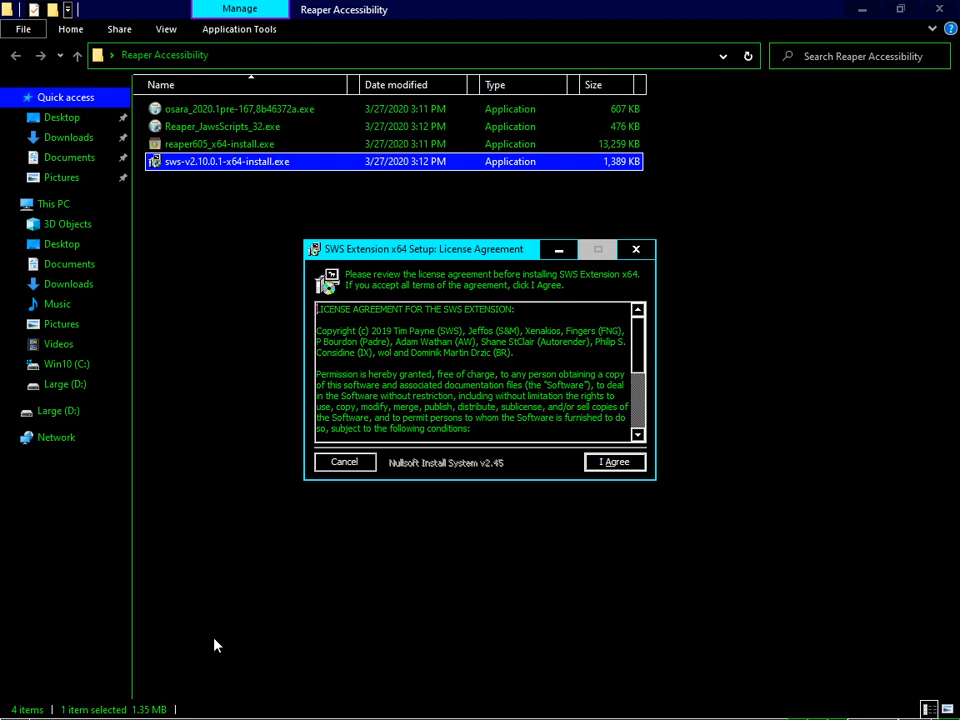 Manage
Reaper Accessibility
File
Home
Share
View
Application Tools
Reaper Accessibility
Search Reaper Accessibility
Name
Date modified
Type
Size
Quick access
Desktop
Downloads
Documents
Pictures
This PC
3D Objects
Desktop
Documents
Downloads
Music
Pictures
Videos
Win10 (C:)
Large (D:)
Large (D:)
Network
osara_2020.1pre-167,8b46372a.exe 3/27/2020 3:11 PM Application 607 KB
Reaper_JawsScripts_32.exe 3/27/2020 3:12 PM Application 476 KB
reaper605_x64-install.exe 3/27/2020 3:11 PM Application 13,259 KB
sws-v2.10.0.1-x64-install.exe 3/27/2020 3:12 PM Application 1,389 KB
SWS Extension x64 Setup: License Agreement
Please review the license agreement before installing SWS Extension x64.
If you accept all terms of the agreement, click I Agree.
LICENSE AGREEMENT FOR THE SWS EXTENSION:
Copyright (c) 2019 Tim Payne (SWS), Jeffos (S&M), Xenakios, Fingers (FNG),
P Bourdon (Padre), Adam Wathan (AW), Shane StClair (Autorender), Philip S.
Considine (IX), wol and Dominik Martin Drzic (BR).
Permission is hereby granted, free of charge, to any person obtaining a copy
of this software and associated documentation files (the "Software"), to deal
in the Software without restriction, including without limitation the rights to
use, copy, modify, merge, publish, distribute, sublicense, and/or sell copies of
the Software, and to permit persons to whom the Software is furnished to do
so, subject to the following conditions:
Cancel
Nullsoft Install System v2.45
I Agree
4 items
1 item selected 1.35 MB